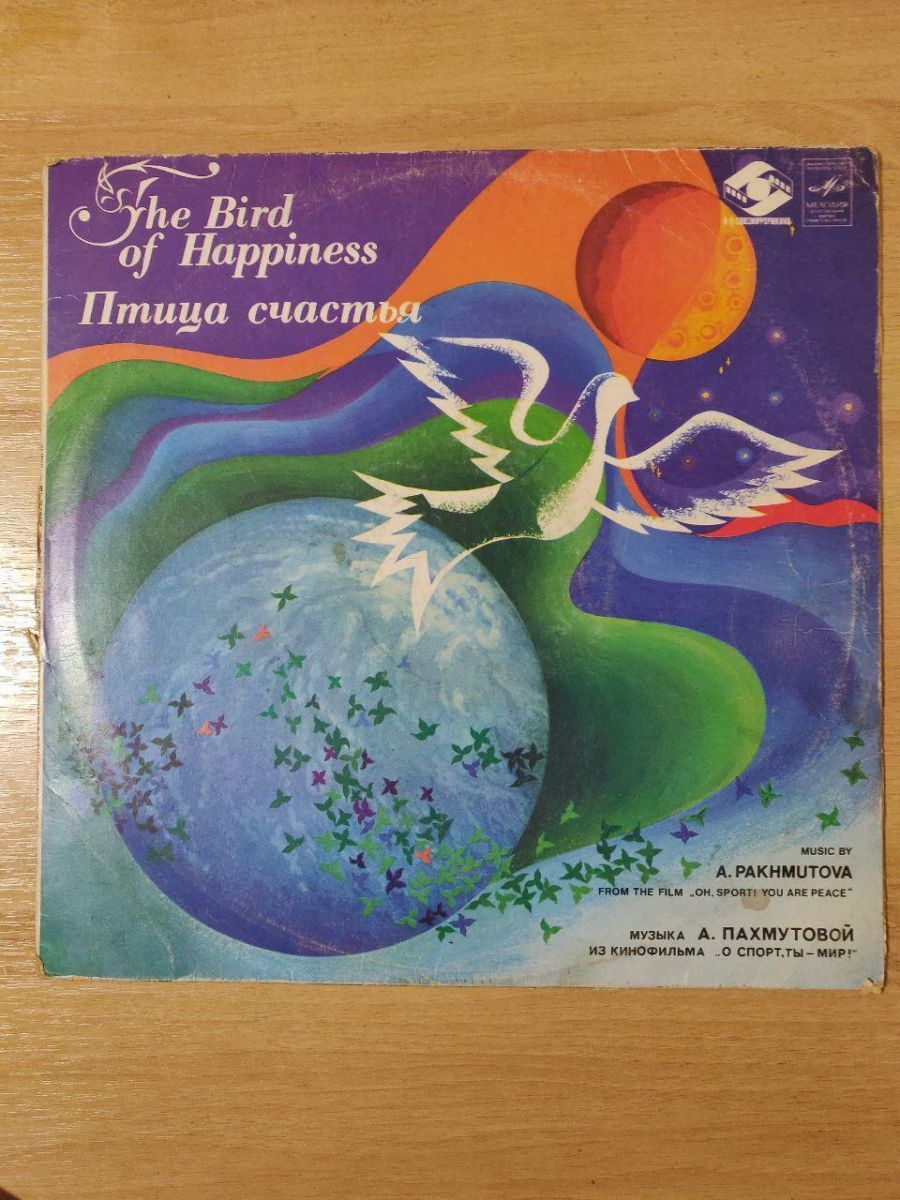 The Bird
of Happiness
Птица счастья
МЕЛОДИЯ
MUSIC BY
A. PAKHMUTOVA
FROM THE FILM „OH, SPORT! YOU ARE PEACE“
МУЗЫКА А. ПАХМУТОВОЙ
ИЗ КИНОФИЛЬМА „О СПОРТ, ТЫ — МИР!“